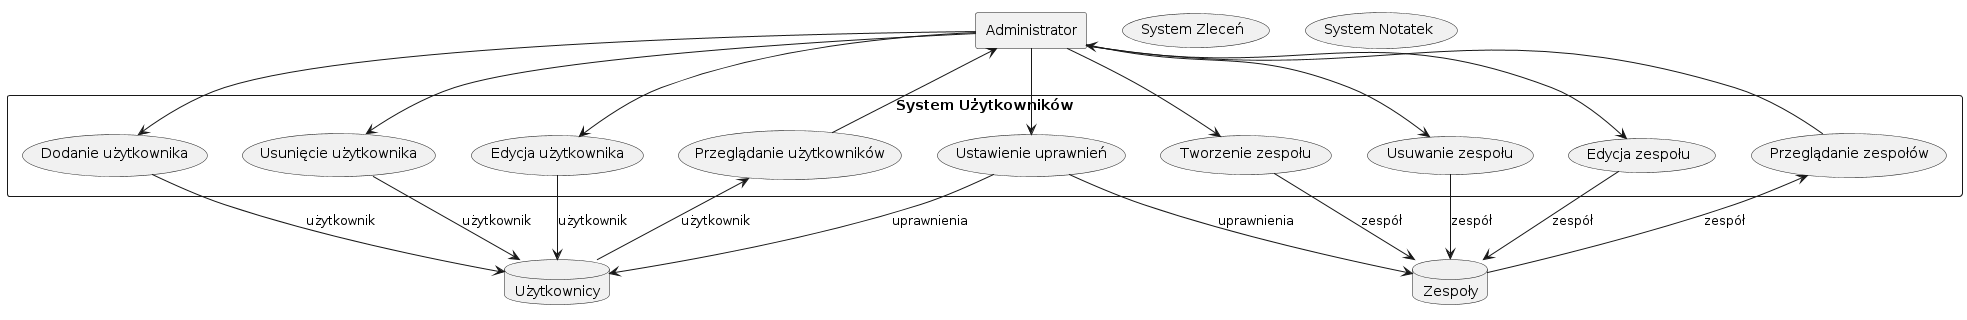 Administrator
System Zleceń
System Notatek
System Użytkowników
Dodanie użytkownika
Usunięcie użytkownika
Edycja użytkownika
Przeglądanie użytkowników
Ustawienie uprawnień
Tworzenie zespołu
Usuwanie zespołu
Edycja zespołu
Przeglądanie zespołów
użytkownik
użytkownik
użytkownik
użytkownik
uprawnienia
uprawnienia
zespół
zespół
zespół
zespół
Użytkownicy
Zespoły